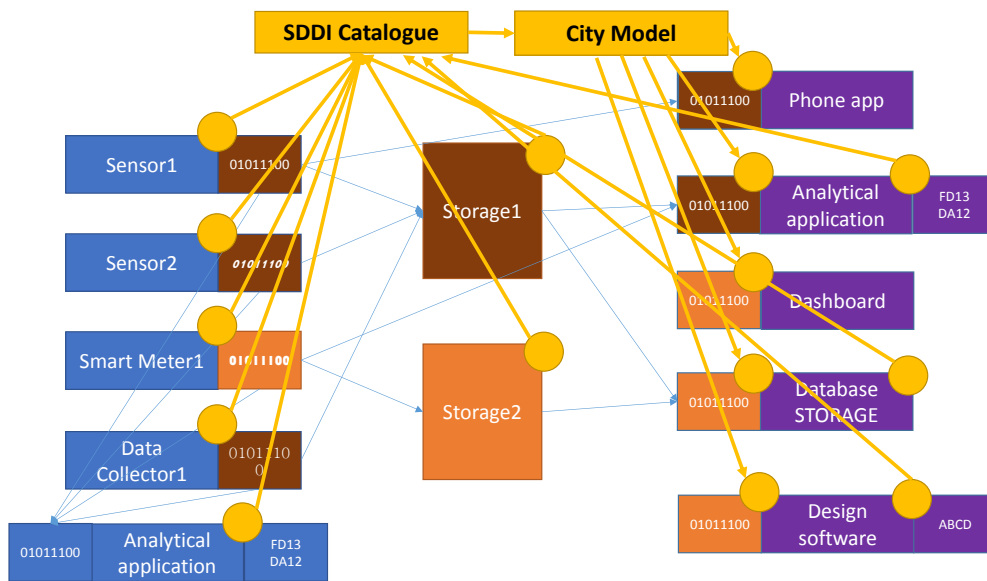 SDDI Catalogue
City Model
01011100
Phone app
Sensor1
01011100
Storage1
01011100
Analytical
application
FD13
DA12
Sensor2
01011100
01011100
Dashboard
Smart Meter1
01011100
Storage2
01011100
Database
STORAGE
Data
Collector1
0101110
0
01011100
Analytical
application
FD13
DA12
01011100
Design
software
ABCD